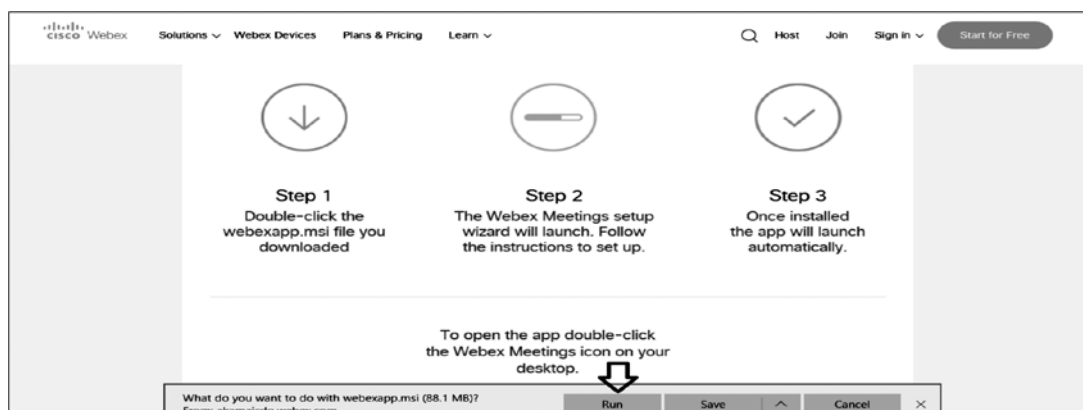 cisco Webex Solutions Webex Devices Plans & Pricing Learn Host Join Sign in Start for Free
Step 1
Double-click the
webexapp.msi file you
downloaded
Step 2
The Webex Meetings setup
wizard will launch. Follow
the instructions to set up.
Step 3
Once installed
the app will launch
automatically.
To open the app double-click
the Webex Meetings icon on your
desktop.
What do you want to do with webexapp.msi (88.1 MB)?
Run Save Cancel